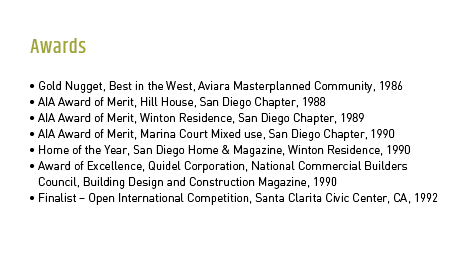 Awards
• Gold Nugget, Best in the West, Aviara Masterplanned Community, 1986
• AIA Award of Merit, Hill House, San Diego Chapter, 1988
• AIA Award of Merit, Winton Residence, San Diego Chapter, 1989
• AIA Award of Merit, Marina Court Mixed use, San Diego Chapter, 1990
• Home of the Year, San Diego Home & Magazine, Winton Residence, 1990
• Award of Excellence, Quidel Corporation, National Commercial Builders
Council, Building Design and Construction Magazine, 1990
• Finalist – Open International Competition, Santa Clarita Civic Center, CA, 1992